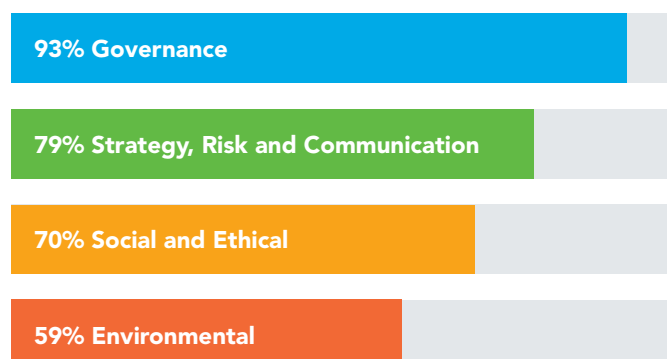 93% Governance
79% Strategy, Risk and Communication
70% Social and Ethical
59% Environmental